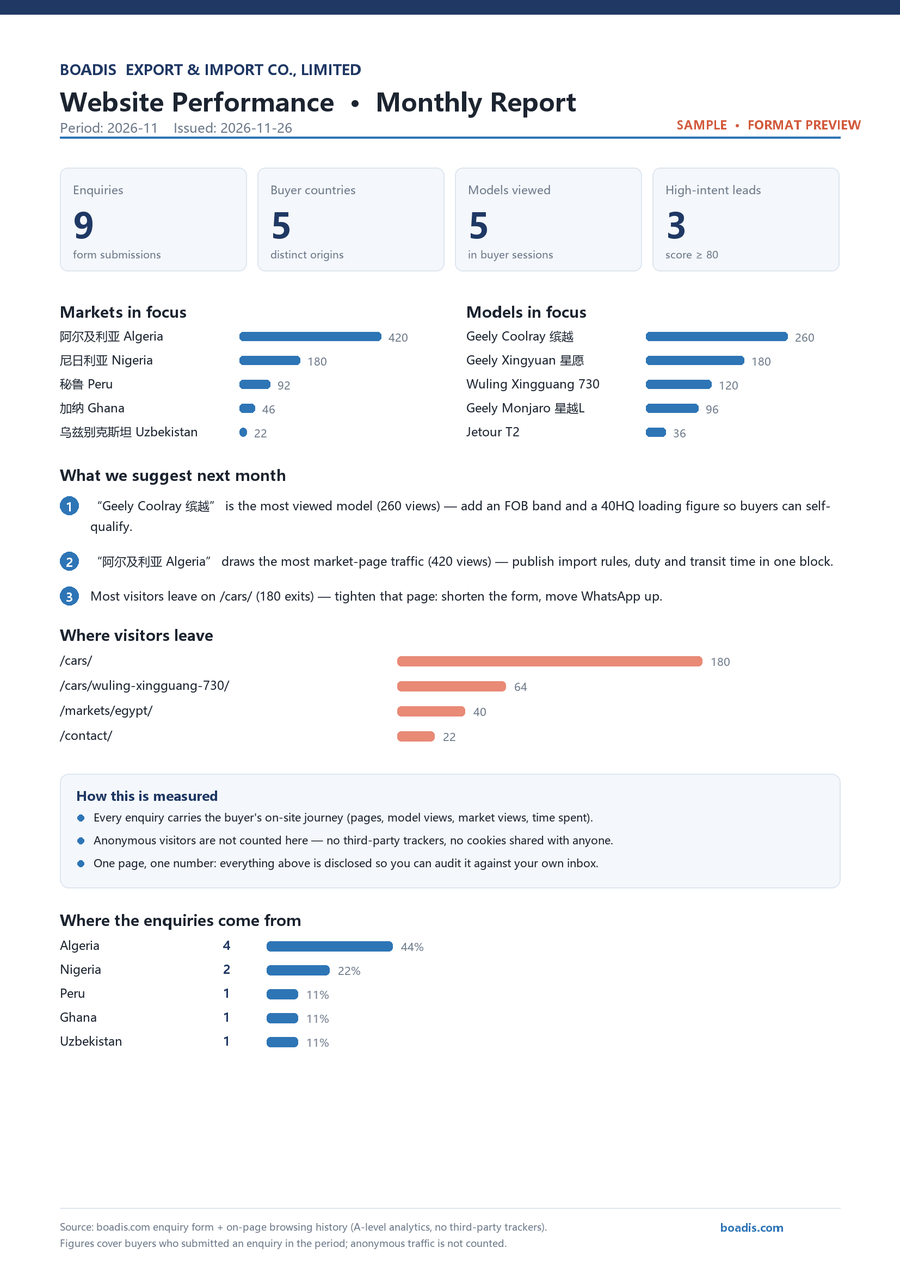 BOADIS EXPORT & IMPORT CO., LIMITED
Website Performance • Monthly Report
Period: 2026-11 Issued: 2026-11-26
SAMPLE • FORMAT PREVIEW
Enquiries
9
form submissions
Buyer countries
5
distinct origins
Models viewed
5
in buyer sessions
High-intent leads
3
score ≥ 80
Markets in focus
阿尔及利亚 Algeria 420
尼日利亚 Nigeria 180
秘鲁 Peru 92
加纳 Ghana 46
乌兹别克斯坦 Uzbekistan 22
Models in focus
Geely Coolray 缤越 260
Geely Xingyuan 星愿 180
Wuling Xingguang 730 120
Geely Monjaro 星越L 96
Jetour T2 36
What we suggest next month
1 “Geely Coolray 缤越” is the most viewed model (260 views) — add an FOB band and a 40HQ loading figure so buyers can self-
qualify.
2 “阿尔及利亚 Algeria” draws the most market-page traffic (420 views) — publish import rules, duty and transit time in one block.
3 Most visitors leave on /cars/ (180 exits) — tighten that page: shorten the form, move WhatsApp up.
Where visitors leave
/cars/ 180
/cars/wuling-xingguang-730/ 64
/markets/egypt/ 40
/contact/ 22
How this is measured
Every enquiry carries the buyer's on-site journey (pages, model views, market views, time spent).
Anonymous visitors are not counted here — no third-party trackers, no cookies shared with anyone.
One page, one number: everything above is disclosed so you can audit it against your own inbox.
Where the enquiries come from
Algeria 4 44%
Nigeria 2 22%
Peru 1 11%
Ghana 1 11%
Uzbekistan 1 11%
Source: boadis.com enquiry form + on-page browsing history (A-level analytics, no third-party trackers).
Figures cover buyers who submitted an enquiry in the period; anonymous traffic is not counted.
boadis.com